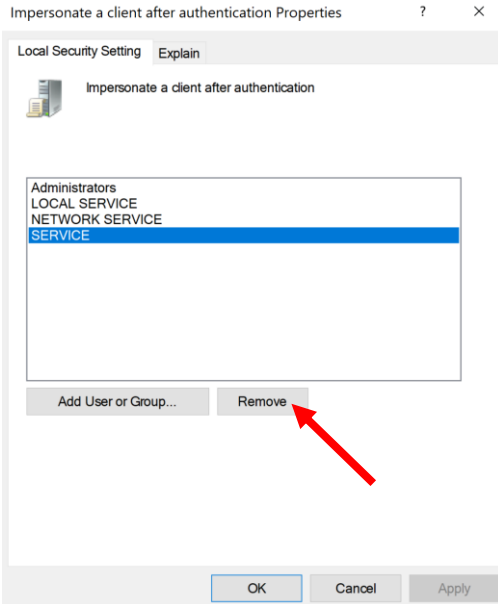 Impersonate a client after authentication Properties ? ×
Local Security Setting Explain
Impersonate a client after authentication
Administrators
LOCAL SERVICE
NETWORK SERVICE
SERVICE
Add User or Group... Remove
OK Cancel Apply